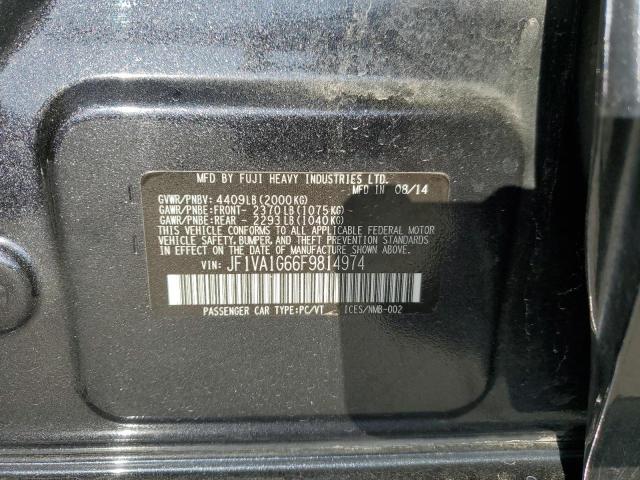 MFD BY FUJI HEAVY INDUSTRIES LTD.
MFD IN 08/14
GVWR/PNBV: 4409LB(2000KG)
GAWR/PNBE:FRONT- 2370LB(1075KG)
GAWR/PNBE:REAR - 2293LB(1040KG)
THIS VEHICLE CONFORMS TO ALL APPLICABLE FEDERAL MOTOR
VEHICLE SAFETY, BUMPER, AND THEFT PREVENTION STANDARDS
IN EFFECT ON THE DATE OF MANUFACTURE SHOWN ABOVE.
VIN: JF1VA1G66F9814974
PASSENGER CAR TYPE:PC/VT ICES/NMB-002